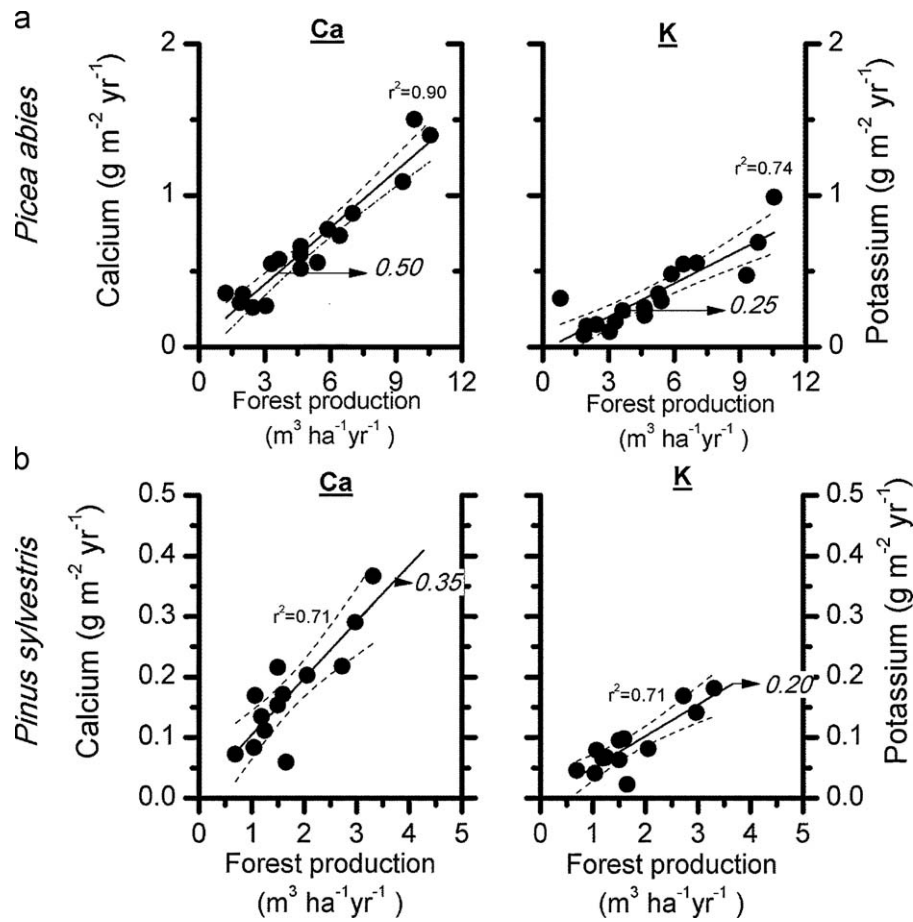 a
Ca
K
Picea abies
Calcium (g m⁻² yr⁻¹)
2
1
0
r²=0.90
0.50
0 3 6 9 12
Forest production
(m³ ha⁻¹yr⁻¹ )
r²=0.74
0.25
2
1
0
Potassium (g m⁻² yr⁻¹)
0 3 6 9 12
Forest production
(m³ ha⁻¹yr⁻¹ )
b
Ca
K
Pinus sylvestris
Calcium (g m⁻² yr⁻¹)
0.5
0.4
0.3
0.2
0.1
0.0
r²=0.71
0.35
0 1 2 3 4 5
Forest production
(m³ ha⁻¹yr⁻¹ )
r²=0.71
0.20
0.5
0.4
0.3
0.2
0.1
0.0
Potassium (g m⁻² yr⁻¹)
0 1 2 3 4 5
Forest production
(m³ ha⁻¹yr⁻¹ )